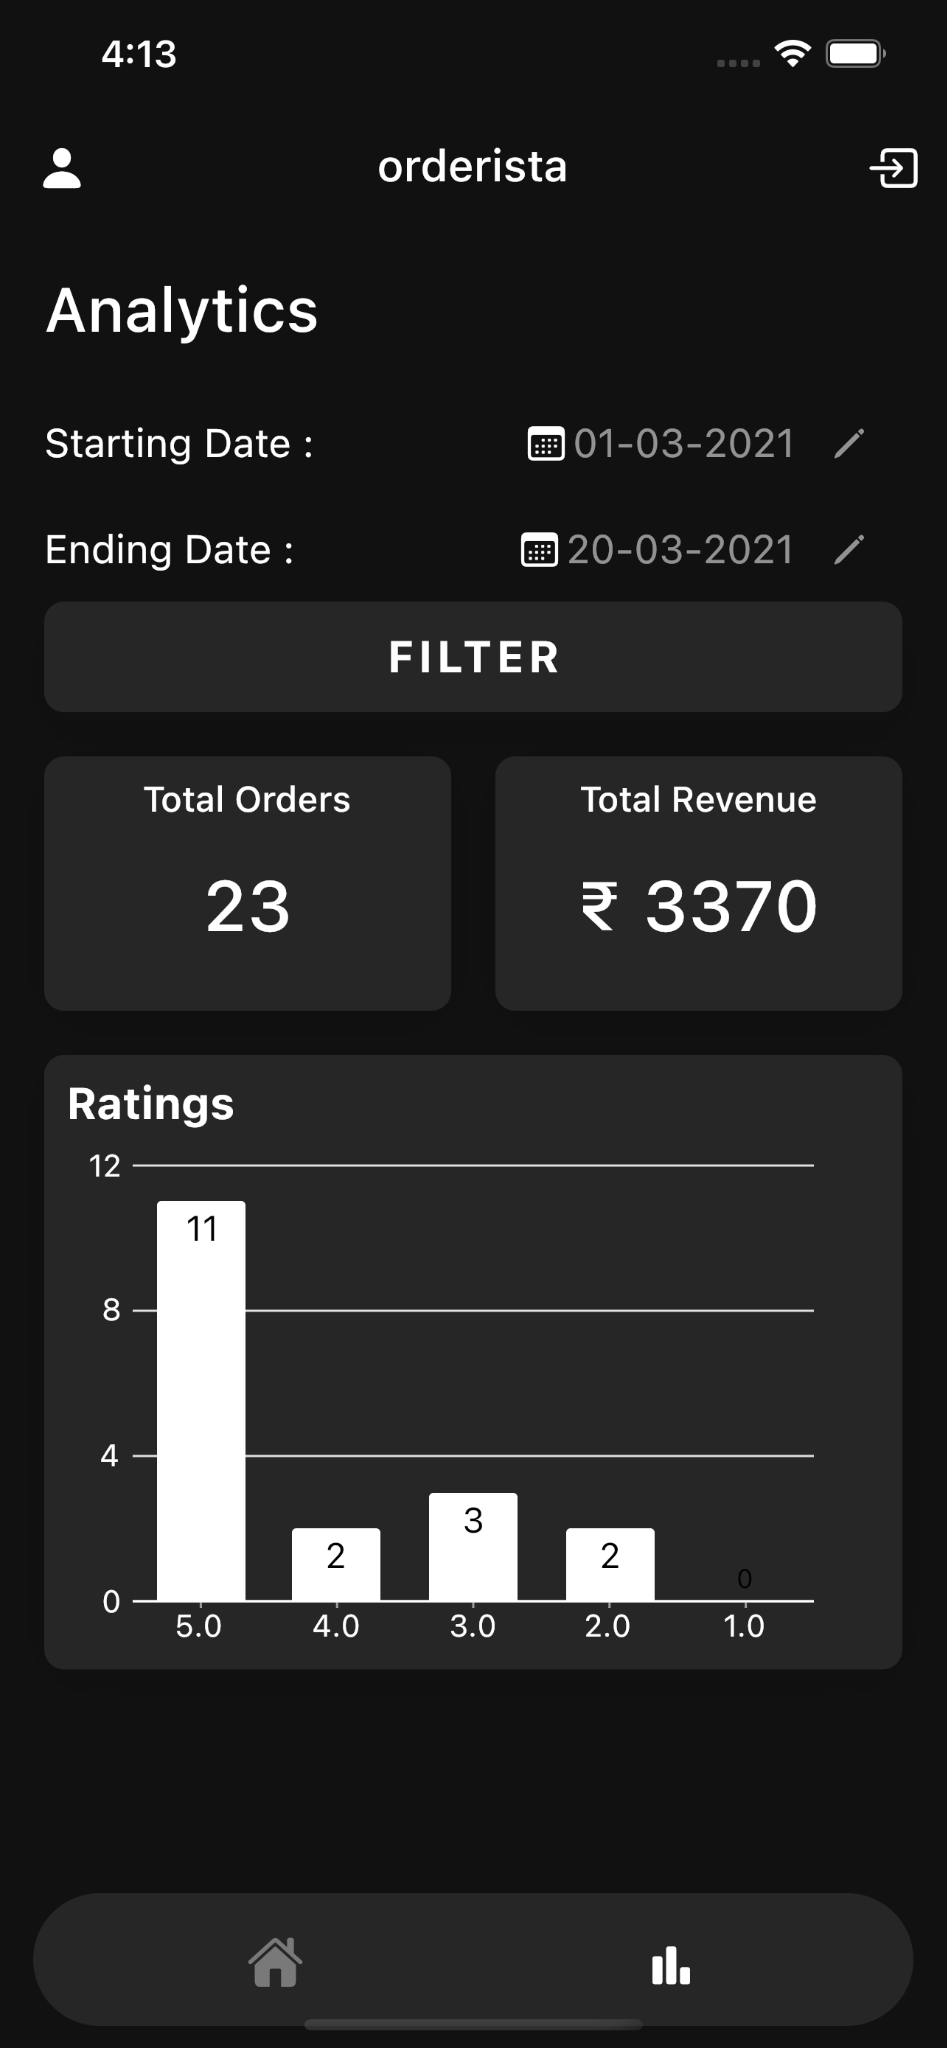 4:13
orderista
Analytics
Starting Date : 01-03-2021
Ending Date : 20-03-2021
FILTER
Total Orders
23
Total Revenue
₹ 3370
Ratings
12
8
4
0
11
2
3
2
0
5.0 4.0 3.0 2.0 1.0